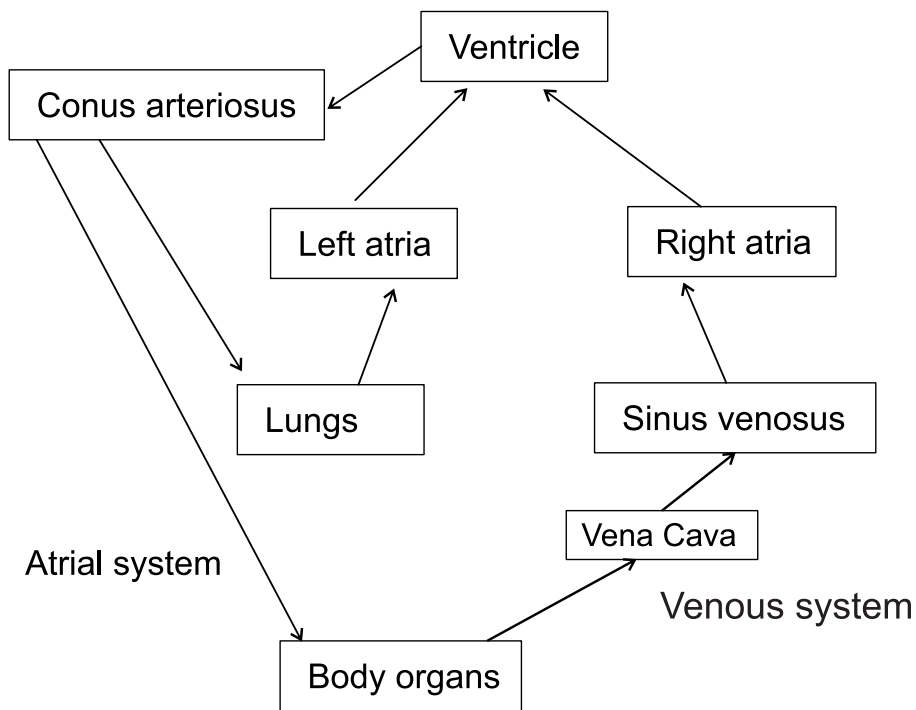 Ventricle
Conus arteriosus
Left atria
Right atria
Lungs
Sinus venosus
Vena Cava
Atrial system
Venous system
Body organs